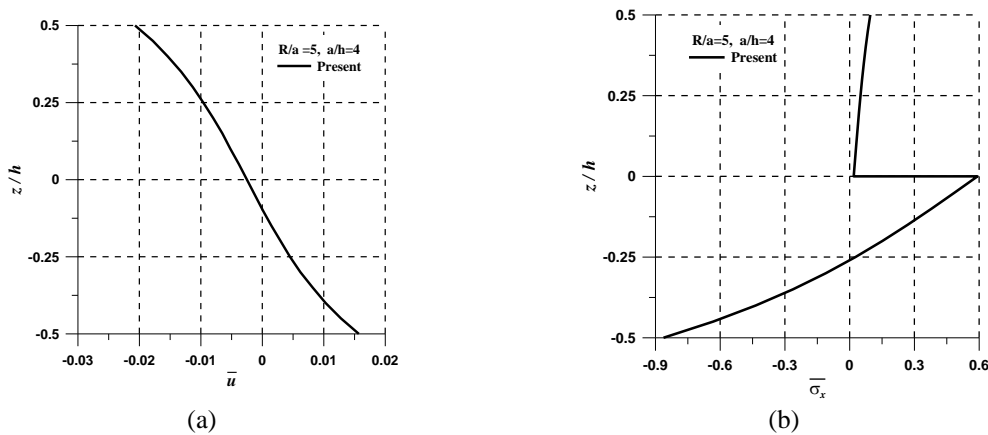 0.5
0.25
0
-0.25
-0.5
z / h
-0.03
-0.02
-0.01
0
0.01
0.02
u̅
R/a =5, a/h=4
Present
(a)
0.5
0.25
0
-0.25
-0.5
z / h
-0.9
-0.6
-0.3
0
0.3
0.6
σ̅ₓ
R/a=5, a/h=4
Present
(b)